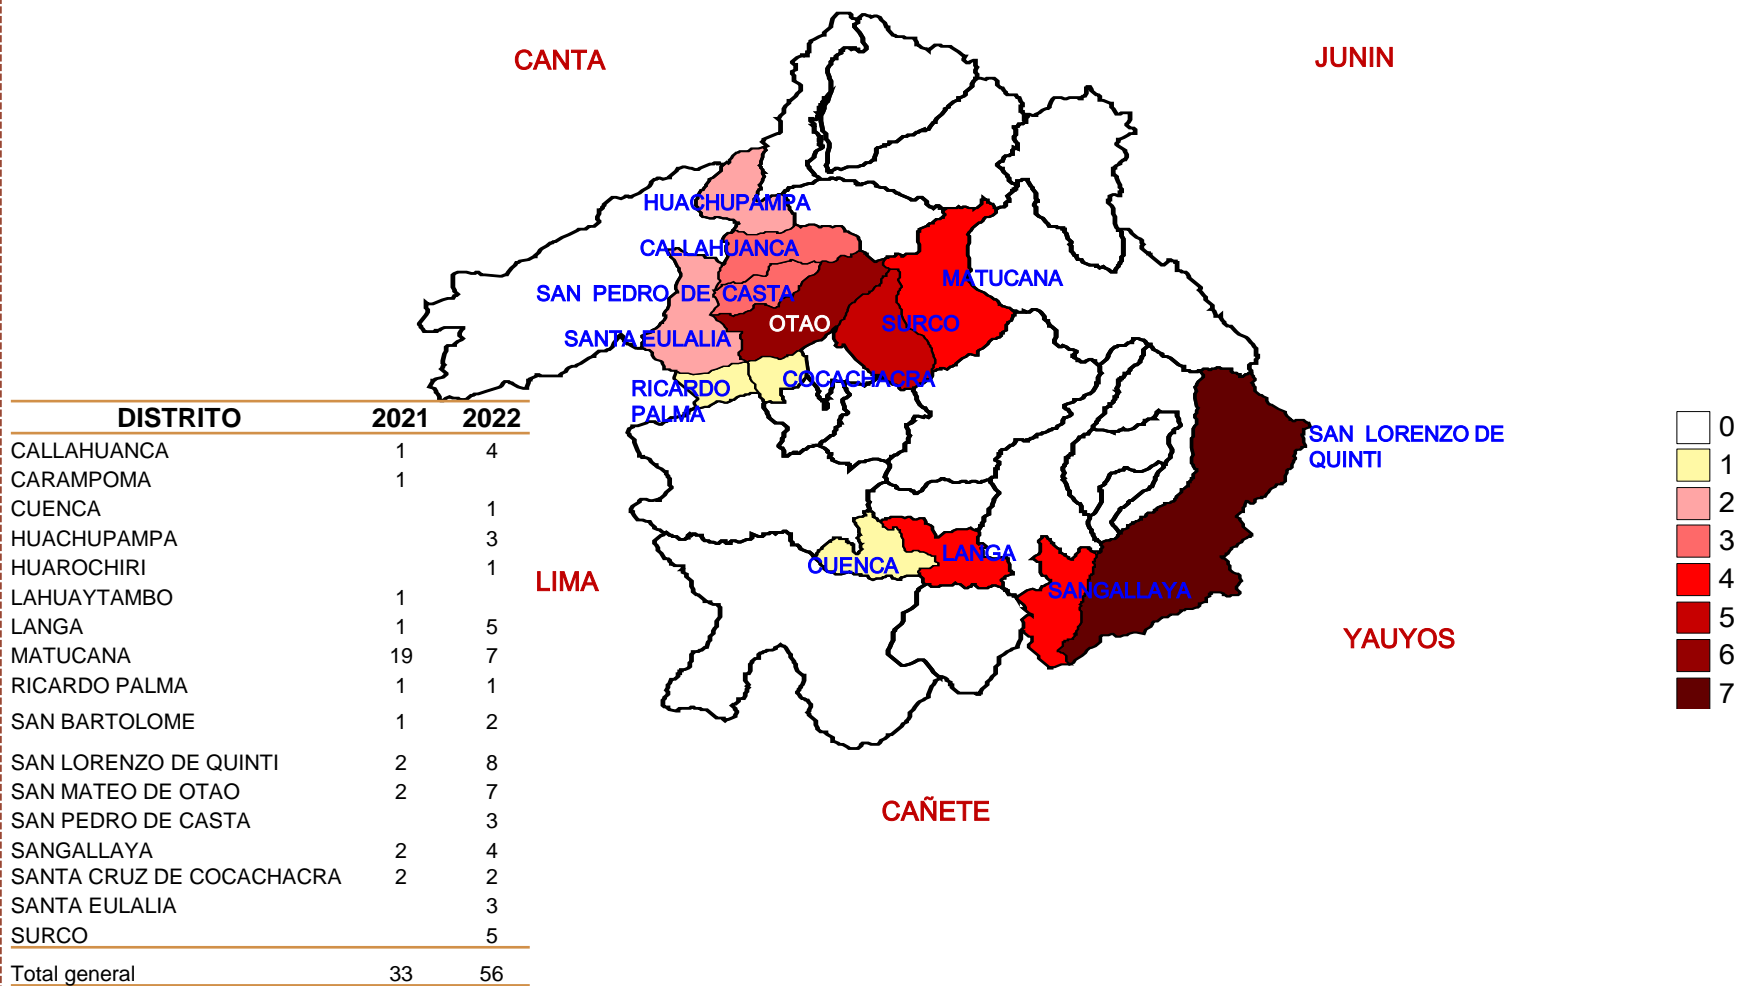 CANTA
JUNIN
HUACHUPAMPA
CALLAHUANCA
MATUCANA
SAN PEDRO DE CASTA
OTAO
SURCO
SANTA EULALIA
COCACHACRA
RICARDO
PALMA
SAN LORENZO DE
QUINTI
LANGA
CUENCA
LIMA
SANGALLAYA
YAUYOS
CAÑETE
0
1
2
3
4
5
6
7
DISTRITO 2021 2022
CALLAHUANCA 1 4
CARAMPOMA 1
CUENCA 1
HUACHUPAMPA 3
HUAROCHIRI 1
LAHUAYTAMBO 1
LANGA 1 5
MATUCANA 19 7
RICARDO PALMA 1 1
SAN BARTOLOME 1 2
SAN LORENZO DE QUINTI 2 8
SAN MATEO DE OTAO 2 7
SAN PEDRO DE CASTA 3
SANGALLAYA 2 4
SANTA CRUZ DE COCACHACRA 2 2
SANTA EULALIA 3
SURCO 5
Total general 33 56